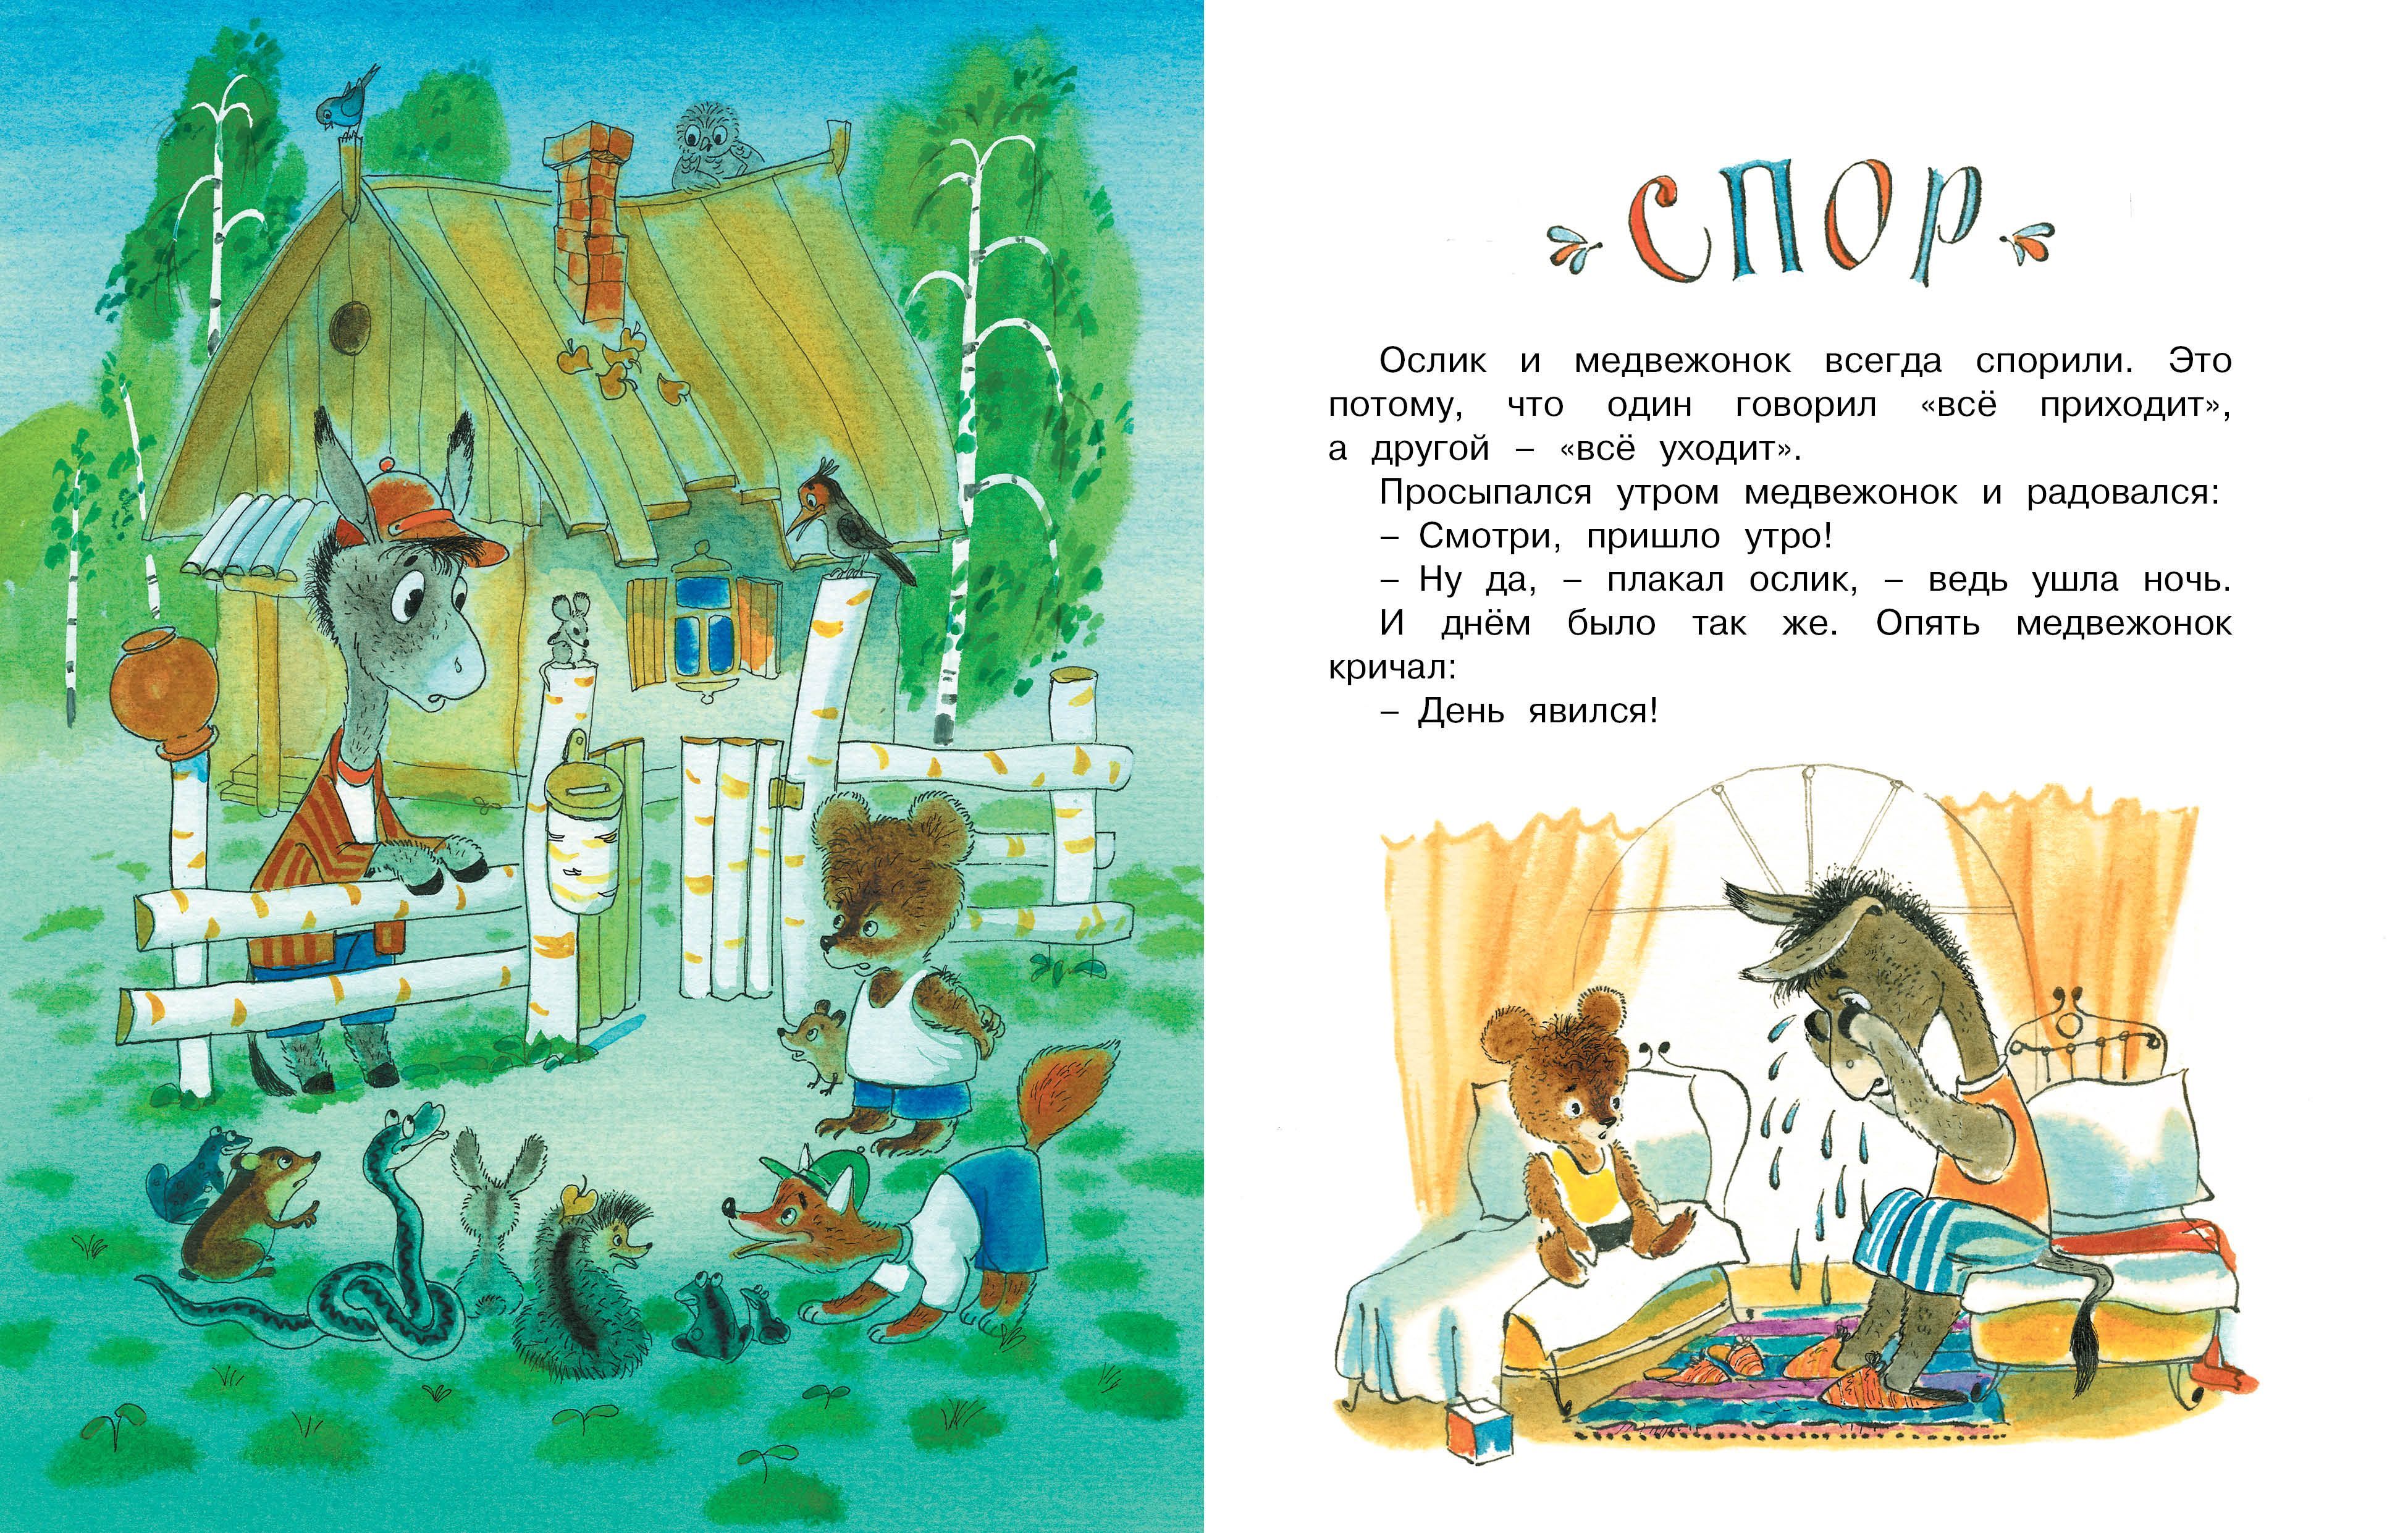 СПОР
Ослик и медвежонок всегда спорили. Это
потому, что один говорил «всё приходит»,
а другой – «всё уходит».
Просыпался утром медвежонок и радовался:
– Смотри, пришло утро!
– Ну да, – плакал ослик, – ведь ушла ночь.
И днём было так же. Опять медвежонок
кричал:
– День явился!